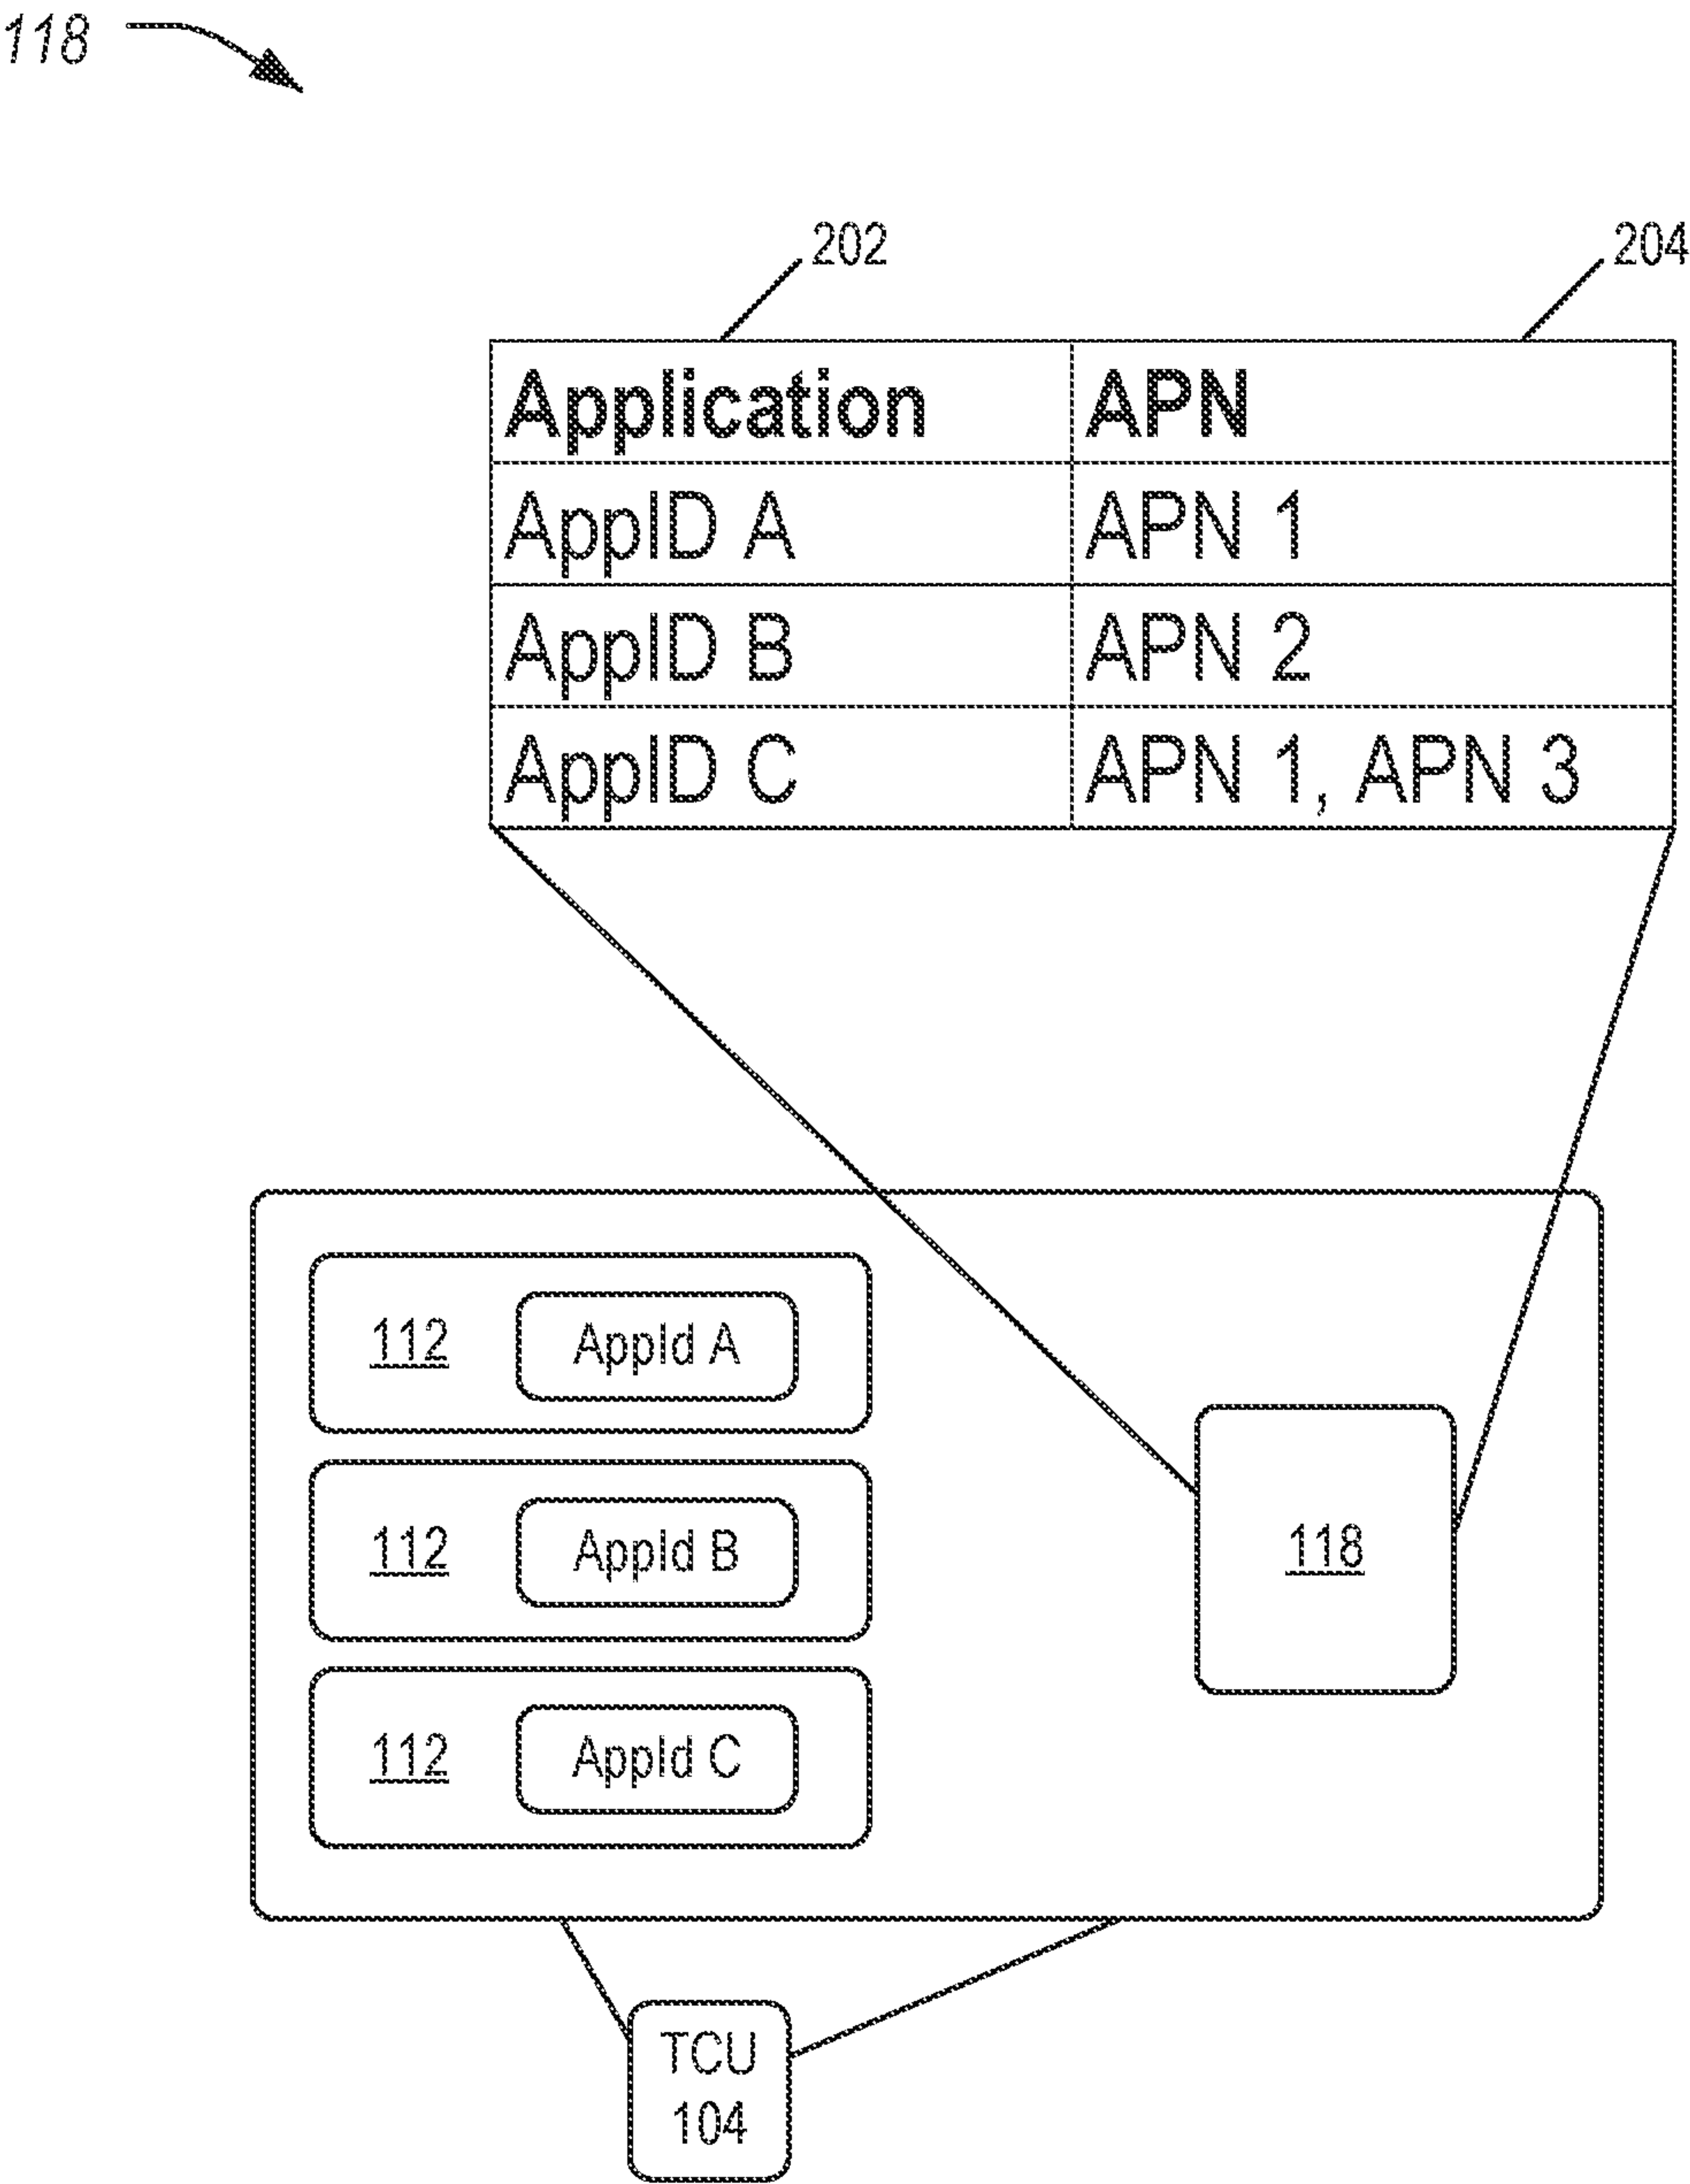 118
202 204
Application APN
AppID A APN 1
AppID B APN 2
AppID C APN 1, APN 3
112 AppId A
112 AppId B
118
112 AppId C
TCU
104